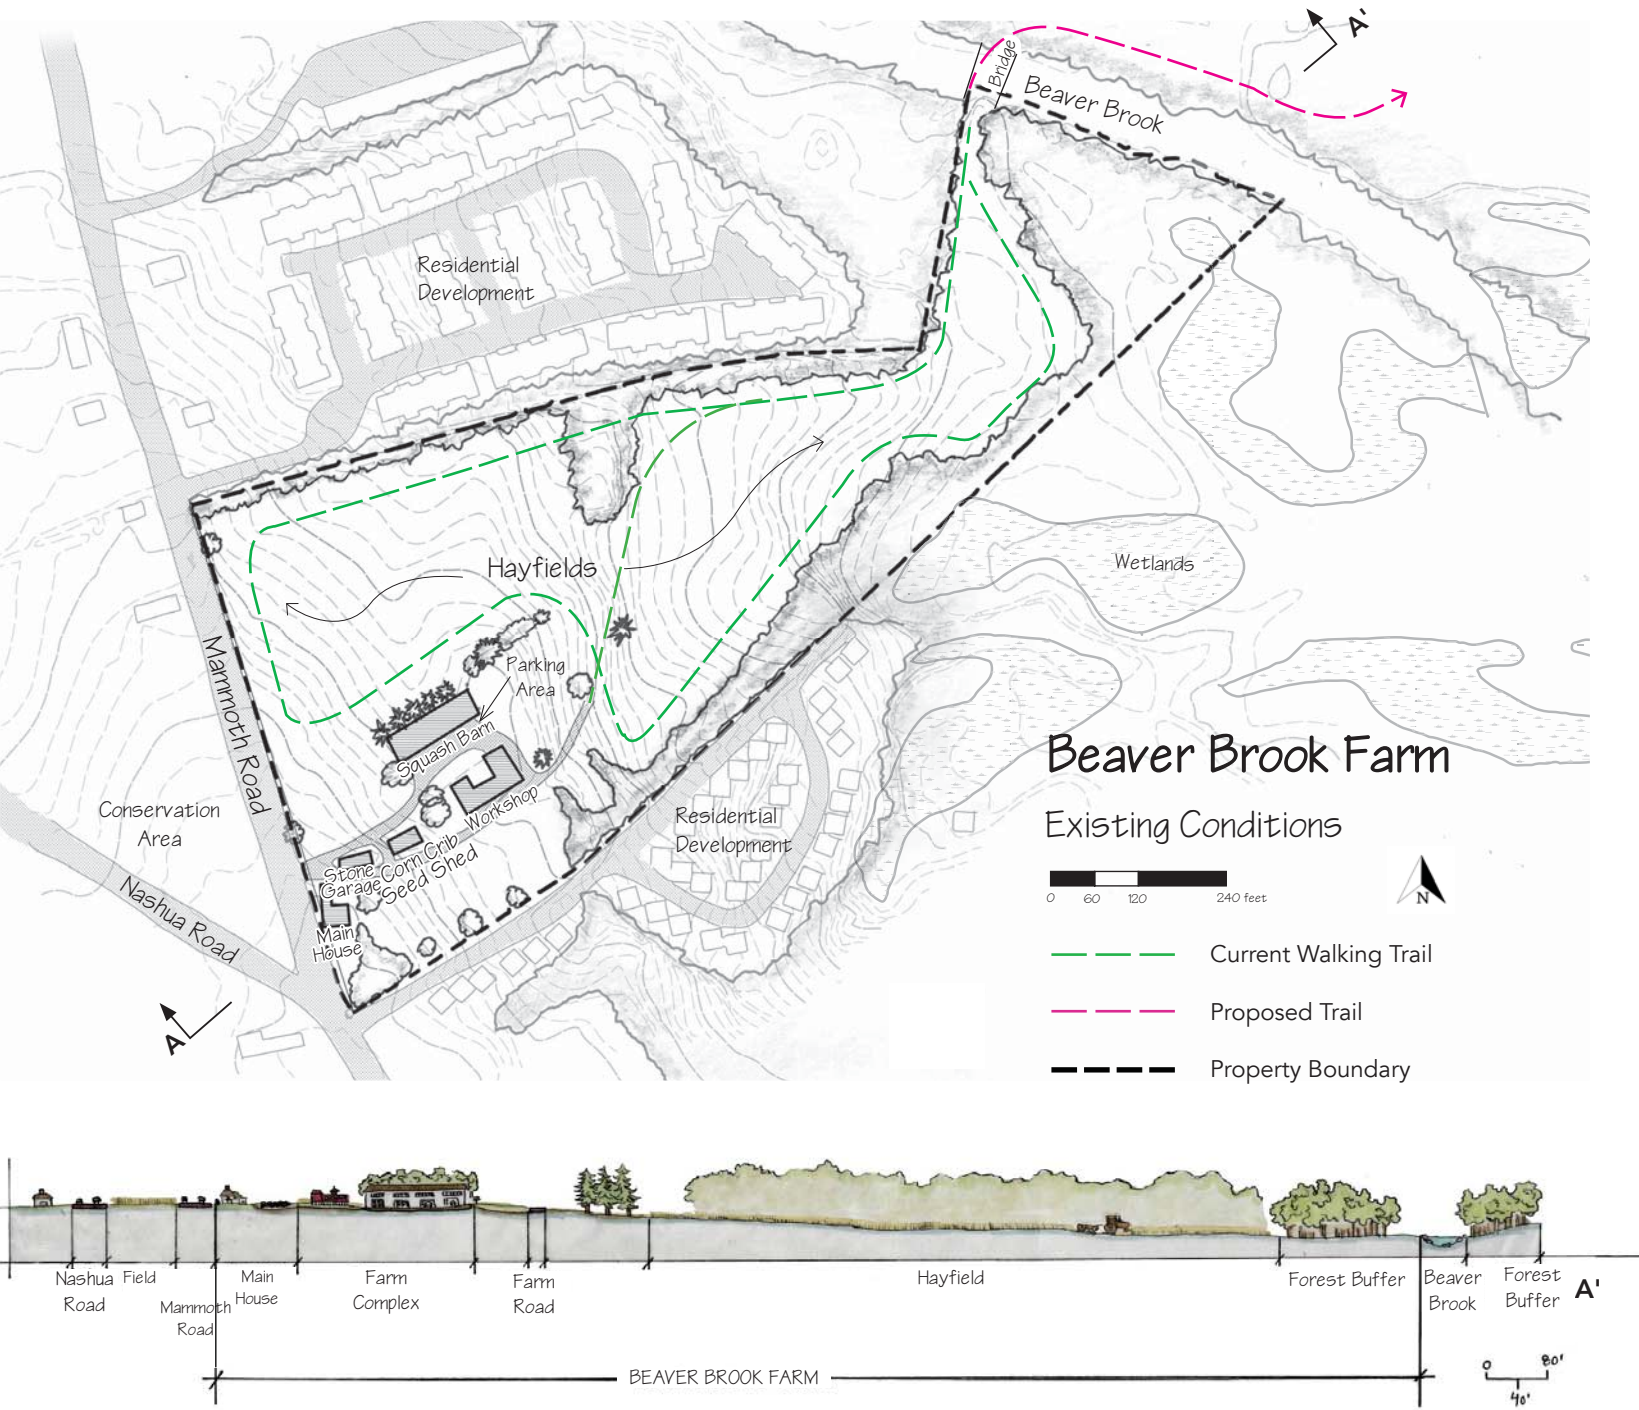 A'
Bridge
Beaver Brook
Residential
Development
Hayfields
Wetlands
Parking
Area
Mammoth Road
Squash Barn
Workshop
Corn Crib
Seed Shed
Stone
Garage
Main
House
Conservation
Area
Nashua Road
Residential
Development
A
Beaver Brook Farm
Existing Conditions
0 60 120 240 feet
N
Current Walking Trail
Proposed Trail
Property Boundary
Nashua
Road
Field
Mammoth
Road
Main
House
Farm
Complex
Farm
Road
Hayfield
Forest Buffer
Beaver
Brook
Forest
Buffer
A'
BEAVER BROOK FARM
0 80'
40'